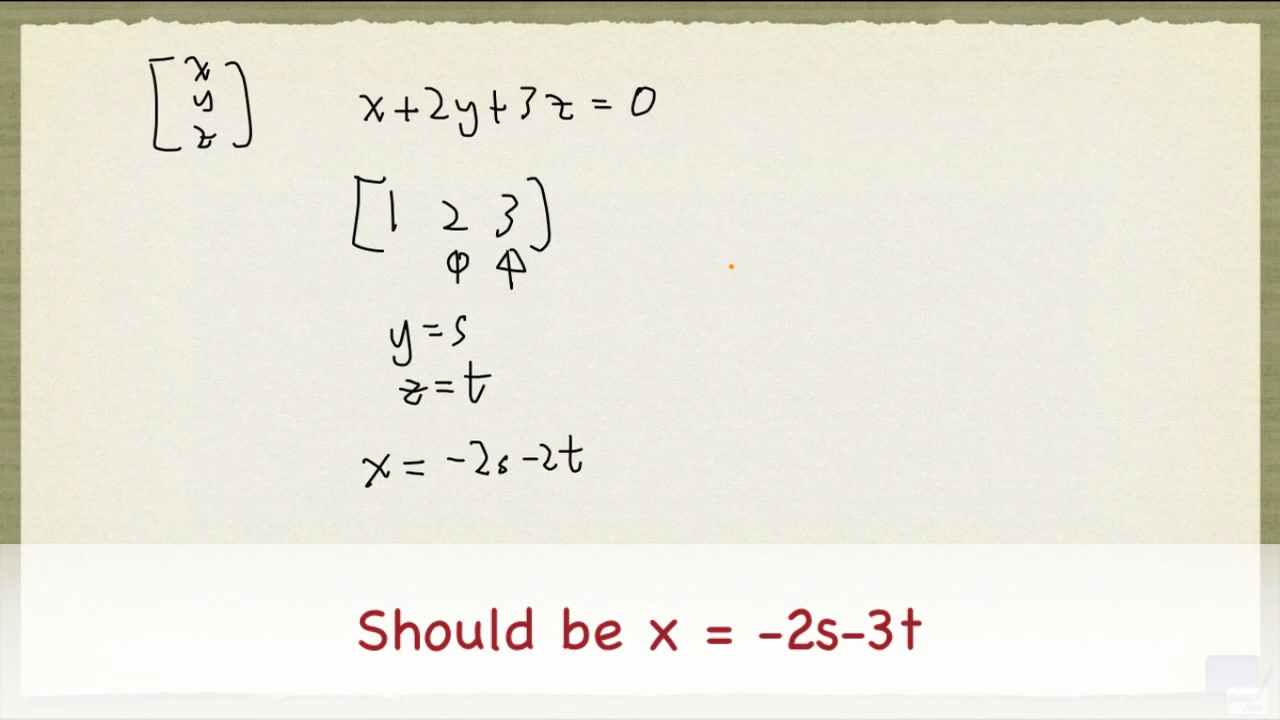 [x y z]
x+2y+3z = 0
[1 2 3]
y = s
z = t
x = -2s -2t
Should be x = -2s-3t